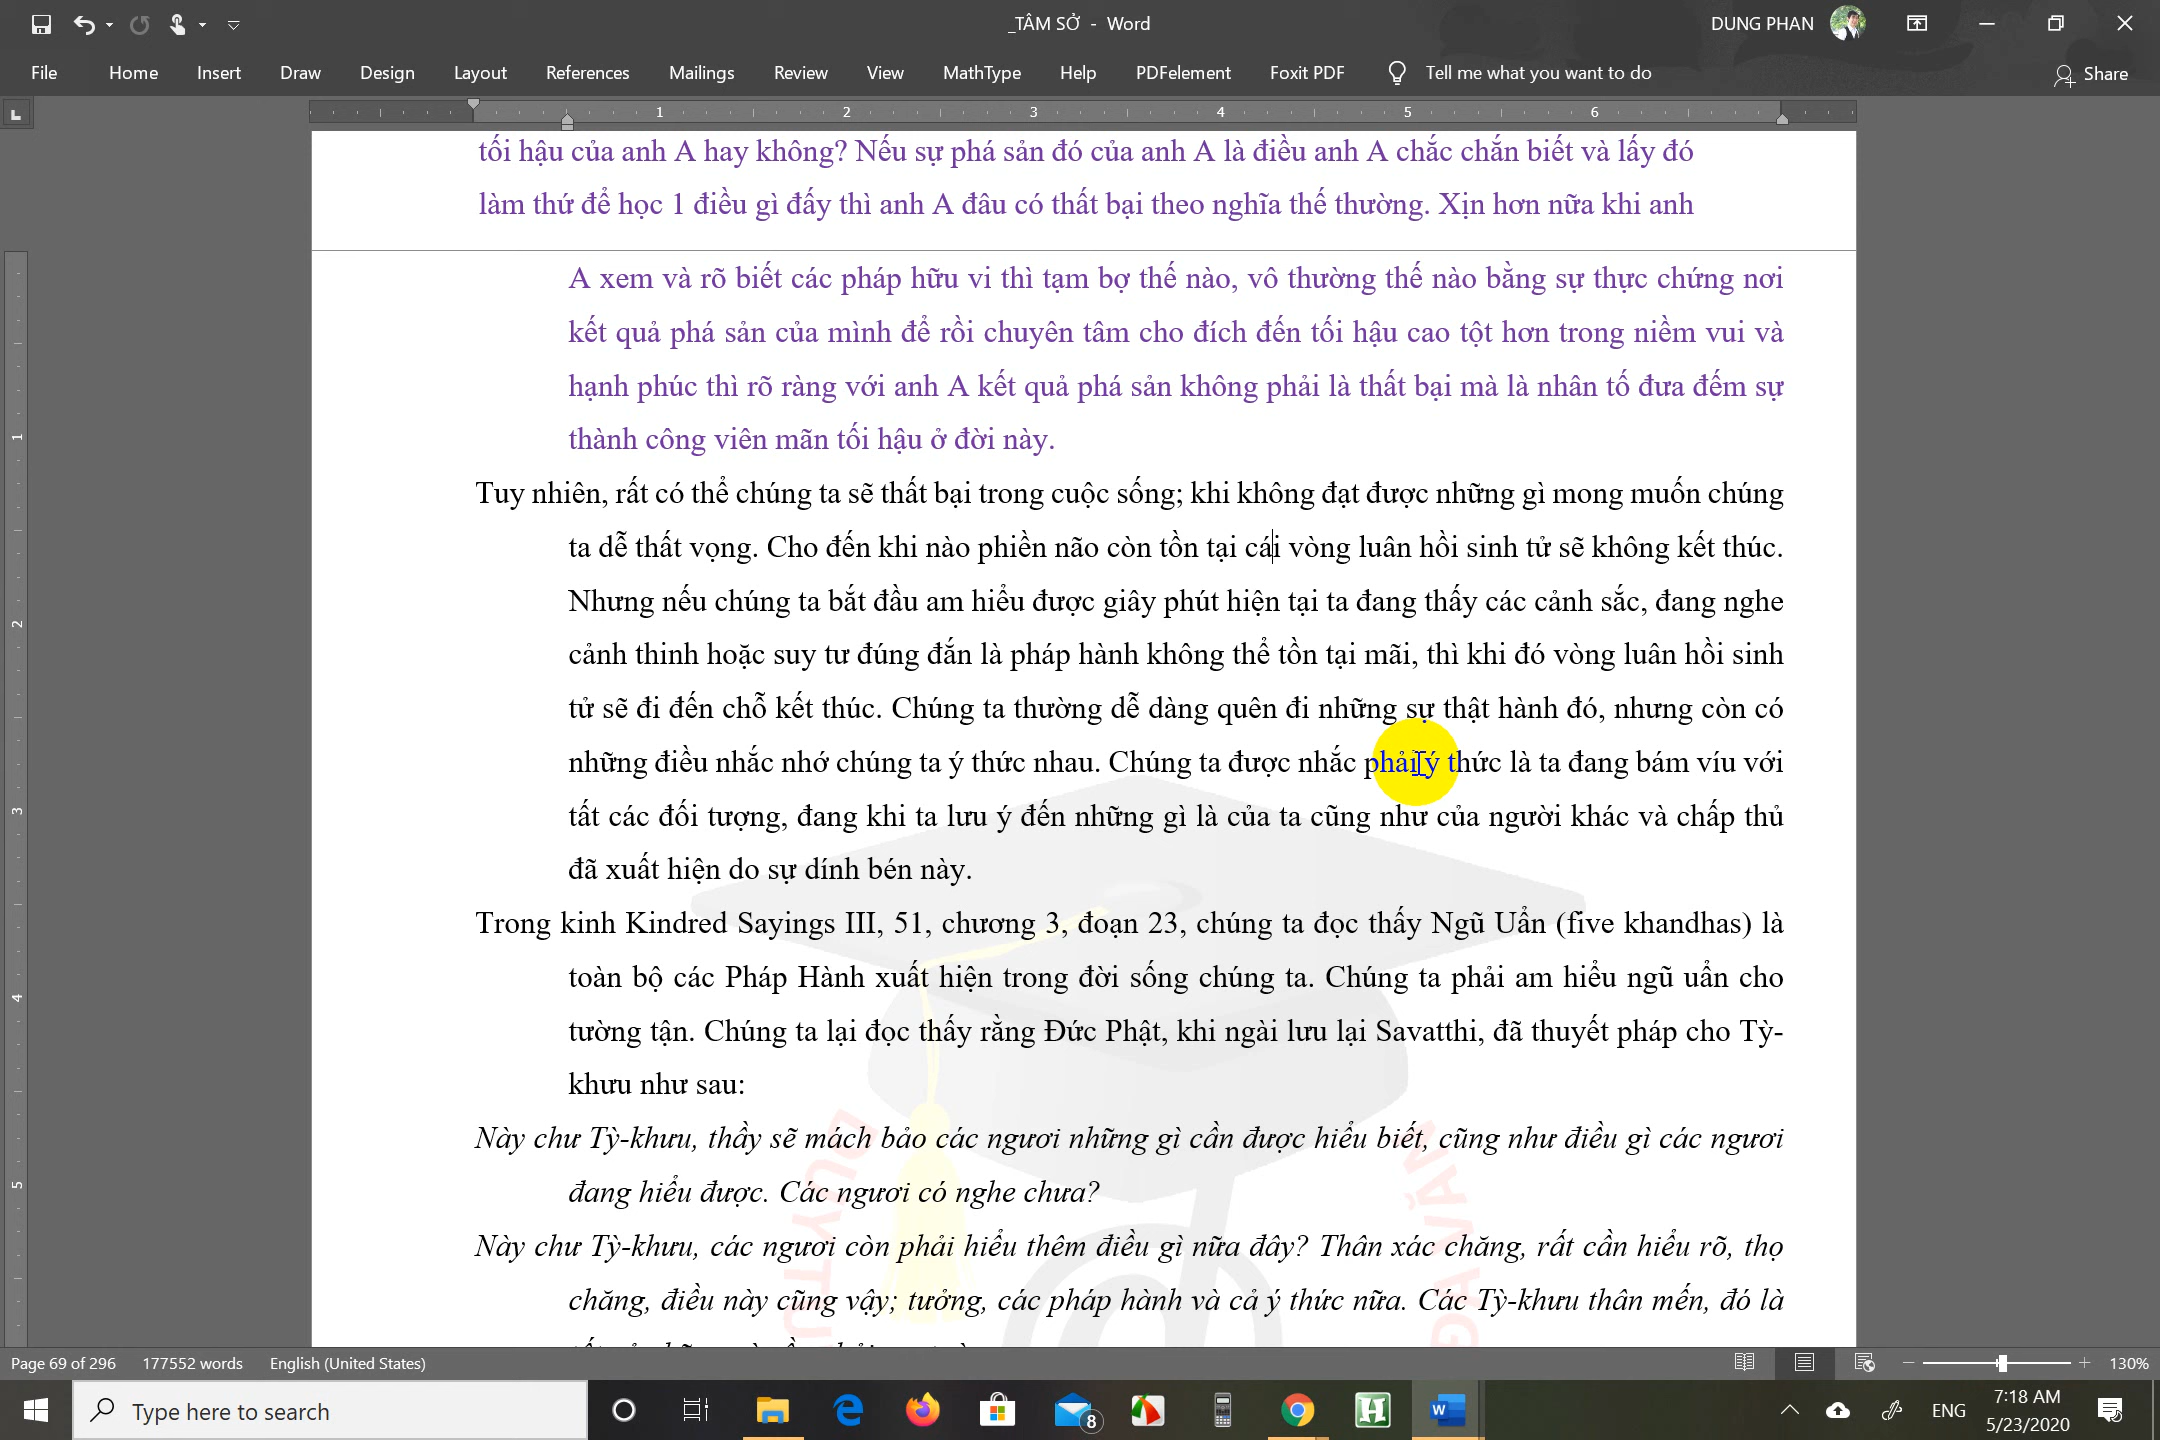 _TÂM SỞ - Word
DUNG PHAN
File Home Insert Draw Design Layout References Mailings Review View MathType Help PDFelement Foxit PDF Tell me what you want to do Share
1 2 3 4 5 6
tối hậu của anh A hay không? Nếu sự phá sản đó của anh A là điều anh A chắc chắn biết và lấy đó
làm thứ để học 1 điều gì đấy thì anh A đâu có thất bại theo nghĩa thế thường. Xịn hơn nữa khi anh
A xem và rõ biết các pháp hữu vi thì tạm bợ thế nào, vô thường thế nào bằng sự thực chứng nơi
kết quả phá sản của mình để rồi chuyên tâm cho đích đến tối hậu cao tột hơn trong niềm vui và
hạnh phúc thì rõ ràng với anh A kết quả phá sản không phải là thất bại mà là nhân tố đưa đếm sự
thành công viên mãn tối hậu ở đời này.
Tuy nhiên, rất có thể chúng ta sẽ thất bại trong cuộc sống; khi không đạt được những gì mong muốn chúng
ta dễ thất vọng. Cho đến khi nào phiền não còn tồn tại cái vòng luân hồi sinh tử sẽ không kết thúc.
Nhưng nếu chúng ta bắt đầu am hiểu được giây phút hiện tại ta đang thấy các cảnh sắc, đang nghe
cảnh thinh hoặc suy tư đúng đắn là pháp hành không thể tồn tại mãi, thì khi đó vòng luân hồi sinh
tử sẽ đi đến chỗ kết thúc. Chúng ta thường dễ dàng quên đi những sự thật hành đó, nhưng còn có
những điều nhắc nhớ chúng ta ý thức nhau. Chúng ta được nhắc phải ý thức là ta đang bám víu với
tất các đối tượng, đang khi ta lưu ý đến những gì là của ta cũng như của người khác và chấp thủ
đã xuất hiện do sự dính bén này.
Trong kinh Kindred Sayings III, 51, chương 3, đoạn 23, chúng ta đọc thấy Ngũ Uẩn (five khandhas) là
toàn bộ các Pháp Hành xuất hiện trong đời sống chúng ta. Chúng ta phải am hiểu ngũ uẩn cho
tường tận. Chúng ta lại đọc thấy rằng Đức Phật, khi ngài lưu lại Savatthi, đã thuyết pháp cho Tỳ-
khưu như sau:
Này chư Tỳ-khưu, thầy sẽ mách bảo các ngươi những gì cần được hiểu biết, cũng như điều gì các ngươi
đang hiểu được. Các ngươi có nghe chưa?
Này chư Tỳ-khưu, các ngươi còn phải hiểu thêm điều gì nữa đây? Thân xác chăng, rất cần hiểu rõ, thọ
chăng, điều này cũng vậy; tưởng, các pháp hành và cả ý thức nữa. Các Tỳ-khưu thân mến, đó là
1
2
3
4
5
Page 69 of 296 177552 words English (United States) 130%
Type here to search
8
ENG
7:18 AM
5/23/2020